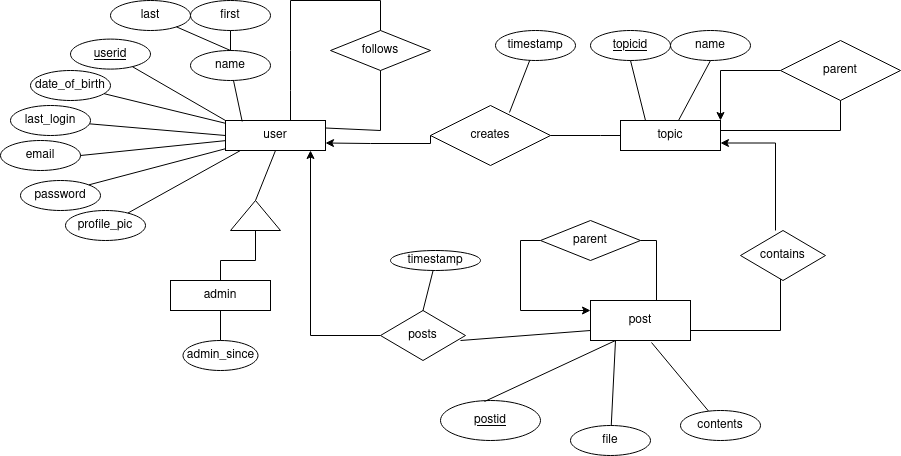 last
first
userid
name
date_of_birth
last_login
email
password
profile_pic
user
follows
timestamp
creates
topicid
name
topic
parent
admin
admin_since
timestamp
posts
parent
post
contains
postid
file
contents